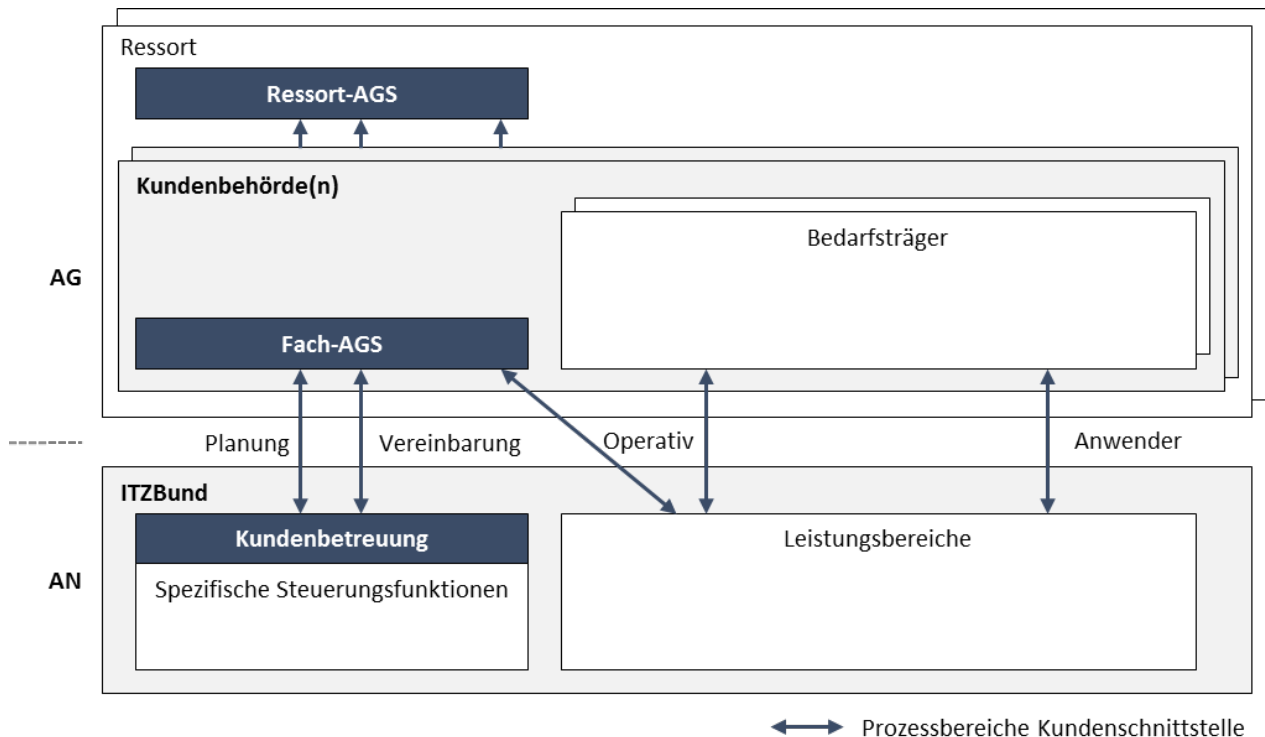 Ressort
Ressort-AGS
Kundenbehörde(n)
Bedarfsträger
AG
Fach-AGS
Planung
Vereinbarung
Operativ
Anwender
ITZBund
Kundenbetreuung
Leistungsbereiche
AN
Spezifische Steuerungsfunktionen
Prozessbereiche Kundenschnittstelle